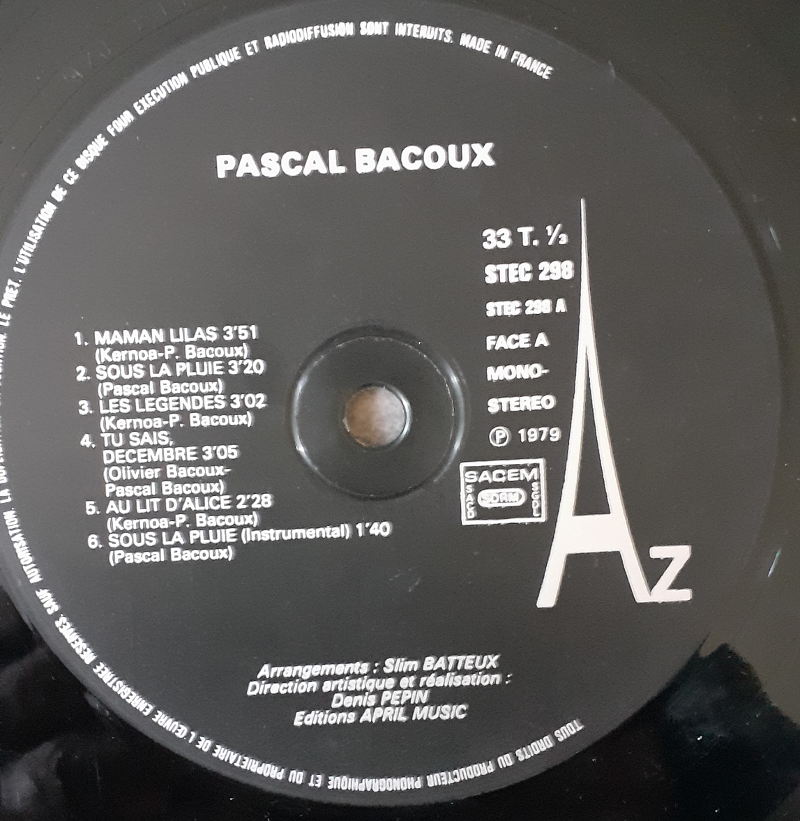 TOUS DROITS DU PRODUCTEUR PHONOGRAPHIQUE ET DU PROPRIETAIRE DE L'ŒUVRE ENREGISTREE RESERVES. SAUF AUTORISATION. LA LE PRET, L'UTILISATION DE CE DISQUE POUR EXECUTION PUBLIQUE ET RADIODIFFUSION SONT INTERDITS. MADE IN FRANCE
PASCAL BACOUX
33 T. ⅓
STEC 298
STEC 298 A
FACE A
MONO-
STEREO
Ⓟ 1979
SACEM
SACD
SDRM
SGDL
AZ
1. MAMAN LILAS 3'51
(Kernoa-P. Bacoux)
2. SOUS LA PLUIE 3'20
(Pascal Bacoux)
3. LES LEGENDES 3'02
(Kernoa-P. Bacoux)
4. TU SAIS,
DECEMBRE 3'05
(Olivier Bacoux-
Pascal Bacoux)
5. AU LIT D'ALICE 2'28
(Kernoa-P. Bacoux)
6. SOUS LA PLUIE (Instrumental) 1'40
(Pascal Bacoux)
Arrangements : Slim BATTEUX
Direction artistique et réalisation :
Denis PEPIN
Editions APRIL MUSIC